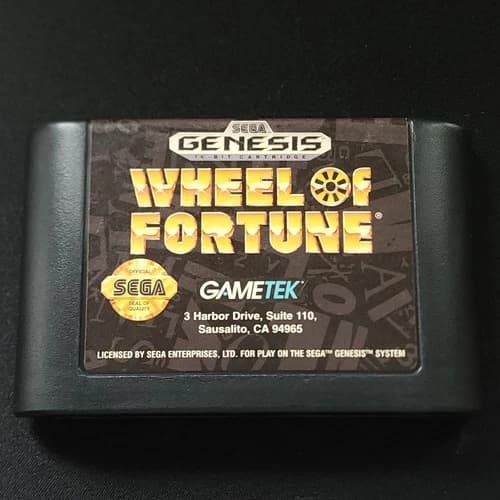 SEGA
GENESIS
16-BIT CARTRIDGE
WHEEL OF
FORTUNE®
OFFICIAL
SEGA
SEAL OF
QUALITY
GAMETEK
3 Harbor Drive, Suite 110,
Sausalito, CA 94965
LICENSED BY SEGA ENTERPRISES, LTD. FOR PLAY ON THE SEGA™ GENESIS™ SYSTEM